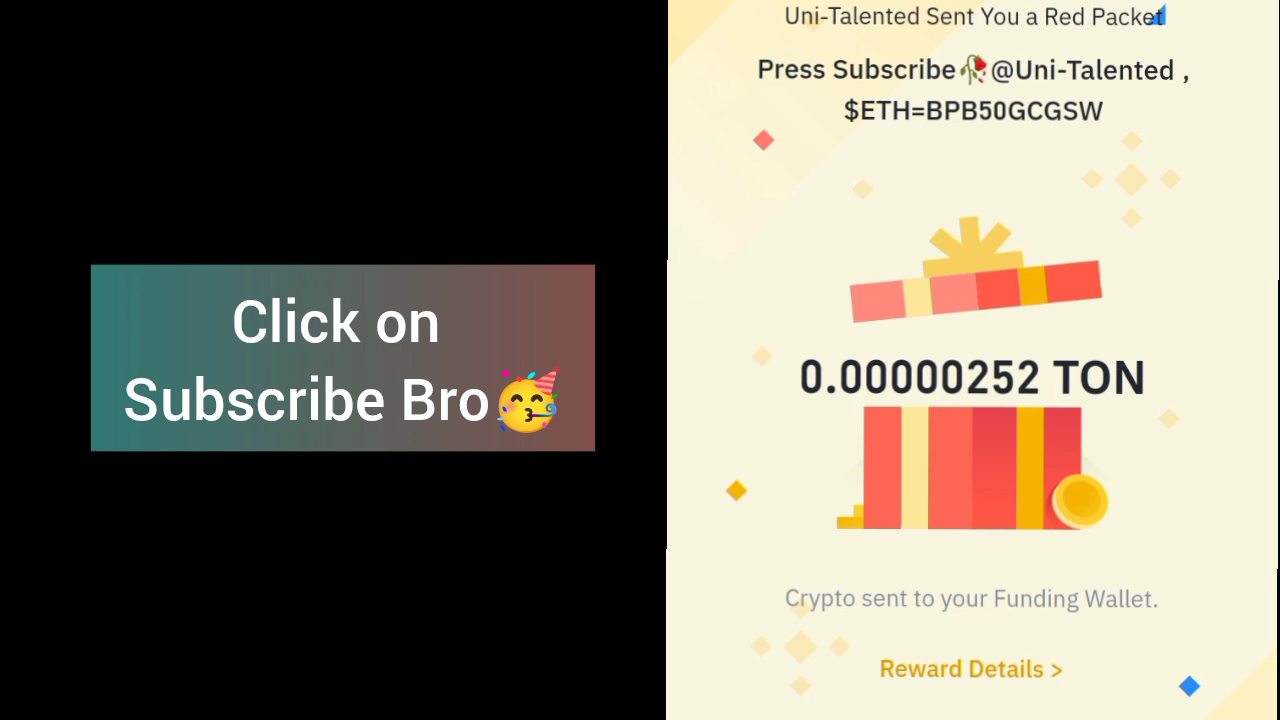 Click on
Subscribe Bro🥳
Uni-Talented Sent You a Red Packet
Press Subscribe🥀@Uni-Talented ,
$ETH=BPB50GCGSW
0.00000252 TON
Crypto sent to your Funding Wallet.
Reward Details >